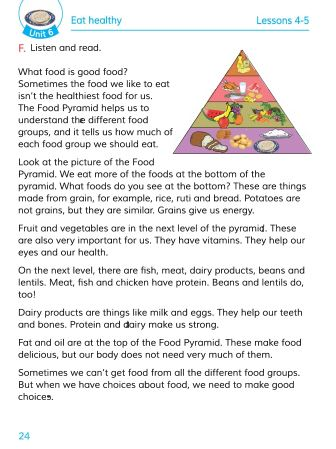 Unit 6
Eat healthy
Lessons 4-5
F. Listen and read.
What food is good food?
Sometimes the food we like to eat
isn't the healthiest food for us.
The Food Pyramid helps us to
understand the different food
groups, and it tells us how much of
each food group we should eat.
Look at the picture of the Food
Pyramid. We eat more of the foods at the bottom of the
pyramid. What foods do you see at the bottom? These are things
made from grain, for example, rice, ruti and bread. Potatoes are
not grains, but they are similar. Grains give us energy.
Fruit and vegetables are in the next level of the pyramid. These
are also very important for us. They have vitamins. They help our
eyes and our health.
On the next level, there are fish, meat, dairy products, beans and
lentils. Meat, fish and chicken have protein. Beans and lentils do,
too!
Dairy products are things like milk and eggs. They help our teeth
and bones. Protein and dairy make us strong.
Fat and oil are at the top of the Food Pyramid. These make food
delicious, but our body does not need very much of them.
Sometimes we can't get food from all the different food groups.
But when we have choices about food, we need to make good
choices.
24